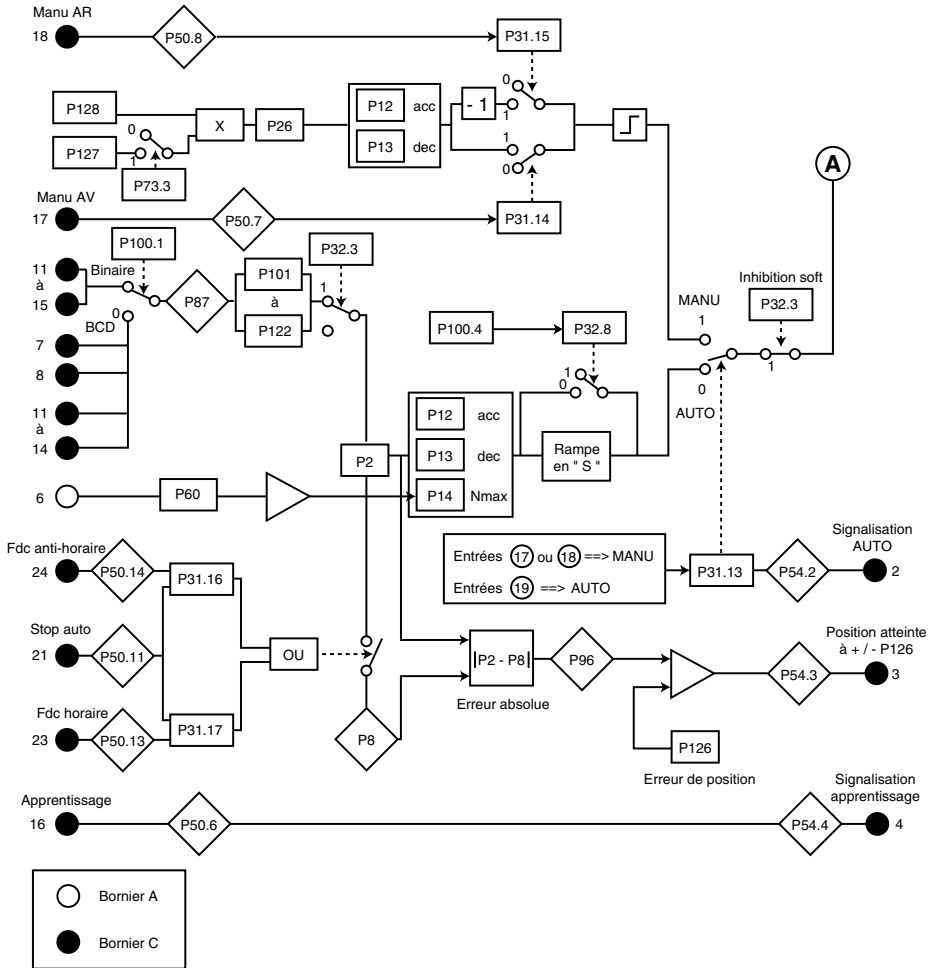 Manu AR
18
P50.8
P31.15
0
1
- 1
P128
P127
0
1
X
P26
P12 acc
P13 dec
P73.3
1
0
P31.14
A
Manu AV
17
P50.7
P100.1
P32.3
11
à
15
Binaire
P87
P101
à
P122
1
0
BCD
7
8
11
à
14
P100.4
P32.8
1
0
MANU
1
0
AUTO
Inhibition soft
P32.3
1
P2
P12 acc
P13 dec
P14 Nmax
Rampe
en " S "
6
P60
Fdc anti-horaire
24
P50.14
P31.16
Stop auto
21
P50.11
OU
Fdc horaire
23
P50.13
P31.17
P8
Entrées 17 ou 18 ==> MANU
Entrées 19 ==> AUTO
P31.13
P54.2
Signalisation
AUTO
2
|P2 - P8|
Erreur absolue
P96
P126
Erreur de position
P54.3
Position atteinte
à + / - P126
3
Apprentissage
16
P50.6
P54.4
Signalisation
apprentissage
4
Bornier A
Bornier C